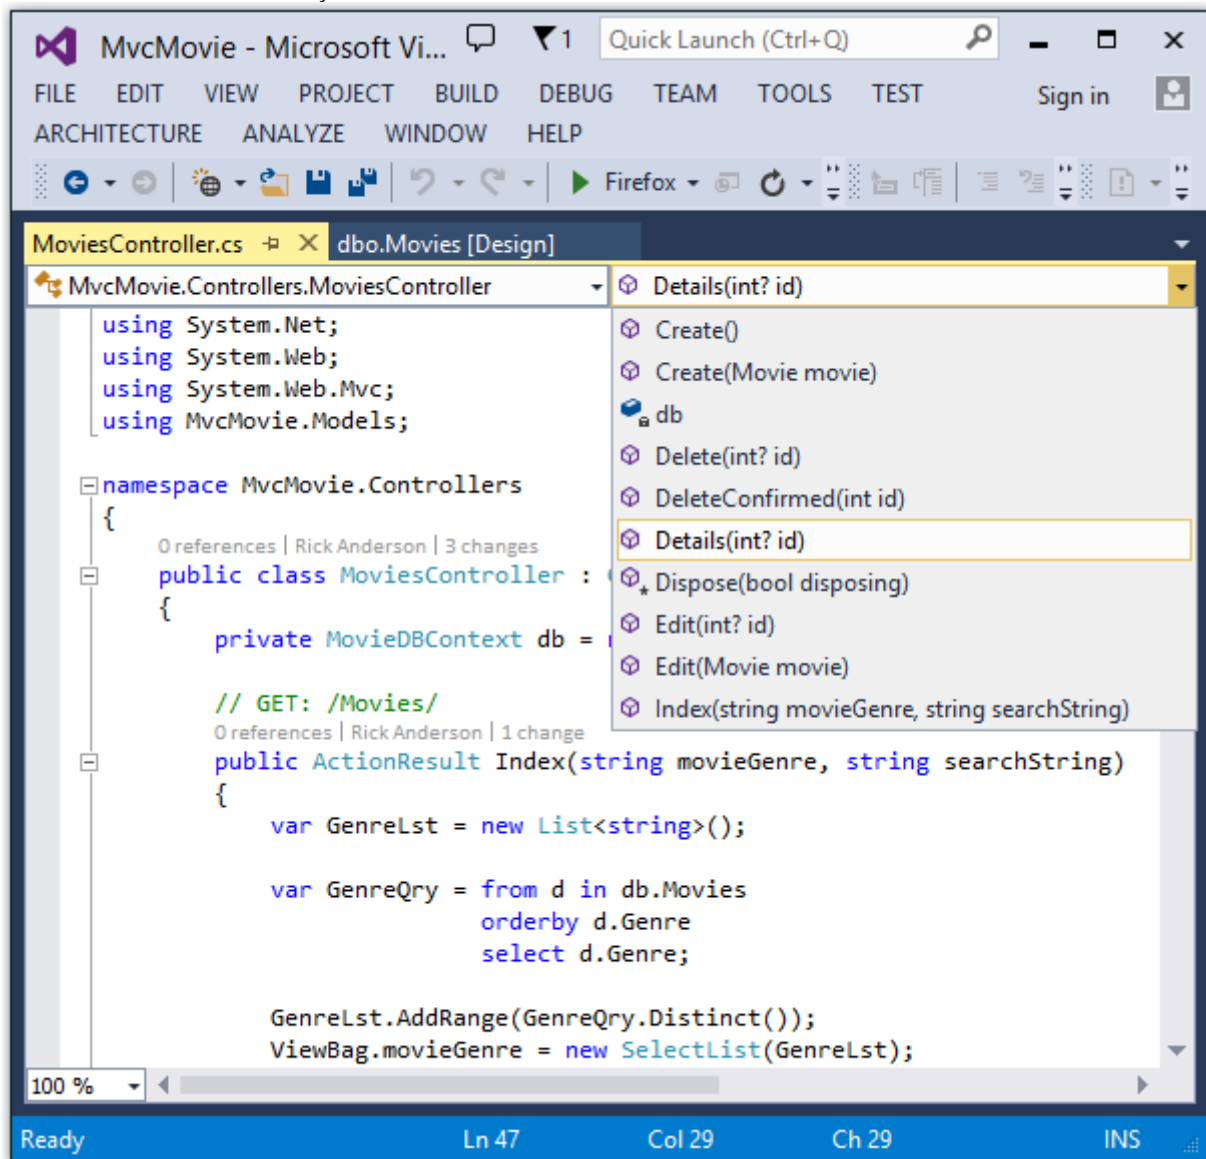 MvcMovie - Microsoft Vi... 1 Quick Launch (Ctrl+Q)
FILE EDIT VIEW PROJECT BUILD DEBUG TEAM TOOLS TEST Sign in
ARCHITECTURE ANALYZE WINDOW HELP
Firefox
MoviesController.cs dbo.Movies [Design]
MvcMovie.Controllers.MoviesController Details(int? id)
using System.Net;
using System.Web;
using System.Web.Mvc;
using MvcMovie.Models;
namespace MvcMovie.Controllers
{
0 references | Rick Anderson | 3 changes
public class MoviesController :
{
private MovieDBContext db =
// GET: /Movies/
0 references | Rick Anderson | 1 change
public ActionResult Index(string movieGenre, string searchString)
{
var GenreLst = new List<string>();
var GenreQry = from d in db.Movies
orderby d.Genre
select d.Genre;
GenreLst.AddRange(GenreQry.Distinct());
ViewBag.movieGenre = new SelectList(GenreLst);
Create()
Create(Movie movie)
db
Delete(int? id)
DeleteConfirmed(int id)
Details(int? id)
Dispose(bool disposing)
Edit(int? id)
Edit(Movie movie)
Index(string movieGenre, string searchString)
100 %
Ready Ln 47 Col 29 Ch 29 INS